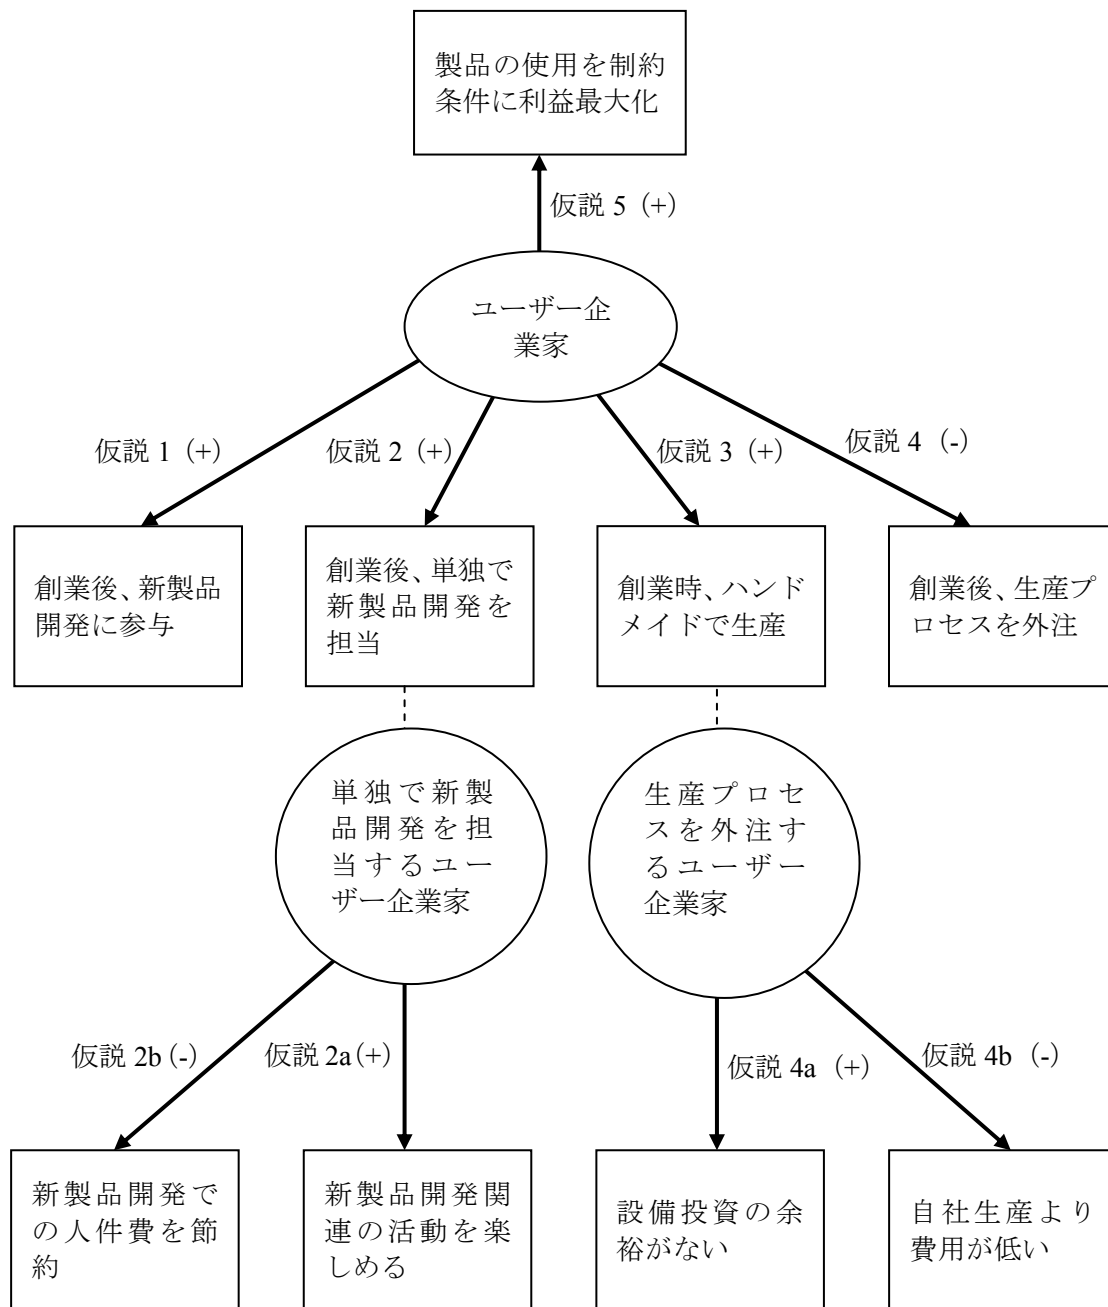 製品の使用を制約
条件に利益最大化
仮説 5（+）
ユーザー企
業家
仮説 1（+）
仮説 2（+）
仮説 3（+）
仮説 4（-）
創業後、新製品
開発に参与
創業後、単独で
新製品開発を
担当
創業時、ハンド
メイドで生産
創業後、生産プ
ロセスを外注
単独で新製
品開発を担
当するユー
ザー企業家
生産プロセ
スを外注す
るユーザー
企業家
仮説 2b (-)
仮説 2a (+)
仮説 4a（+）
仮説 4b（-）
新製品開発で
の人件費を節
約
新製品開発関
連の活動を楽
しめる
設備投資の余
裕がない
自社生産より
費用が低い